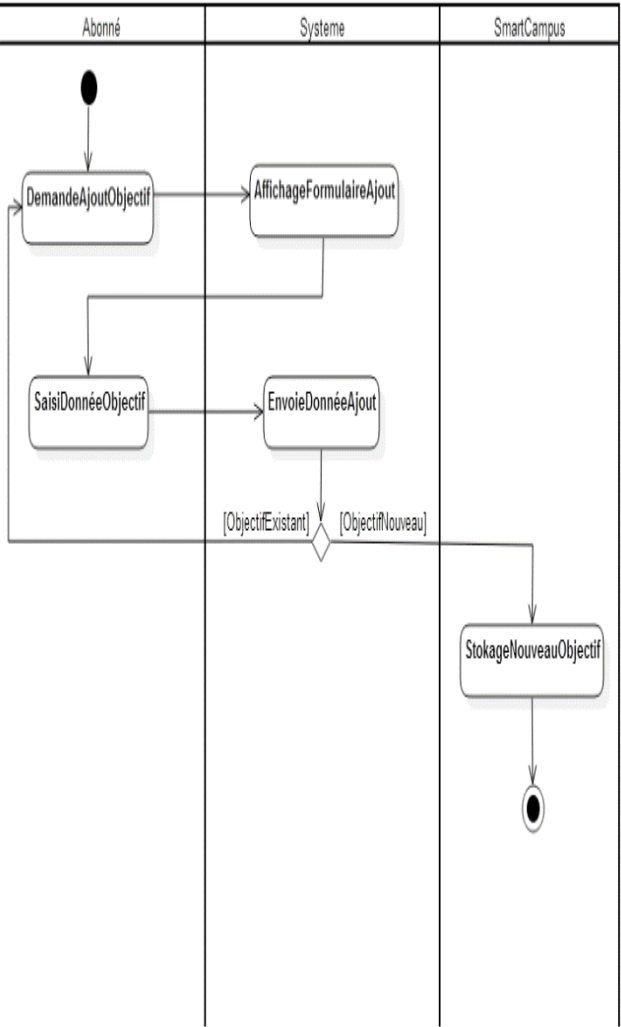 Abonné
Systeme
SmartCampus
DemandeAjoutObjectif
AffichageFormulaireAjout
SaisiDonnéeObjectif
EnvoieDonnéeAjout
[ObjectifExistant]
[ObjectifNouveau]
StokageNouveauObjectif